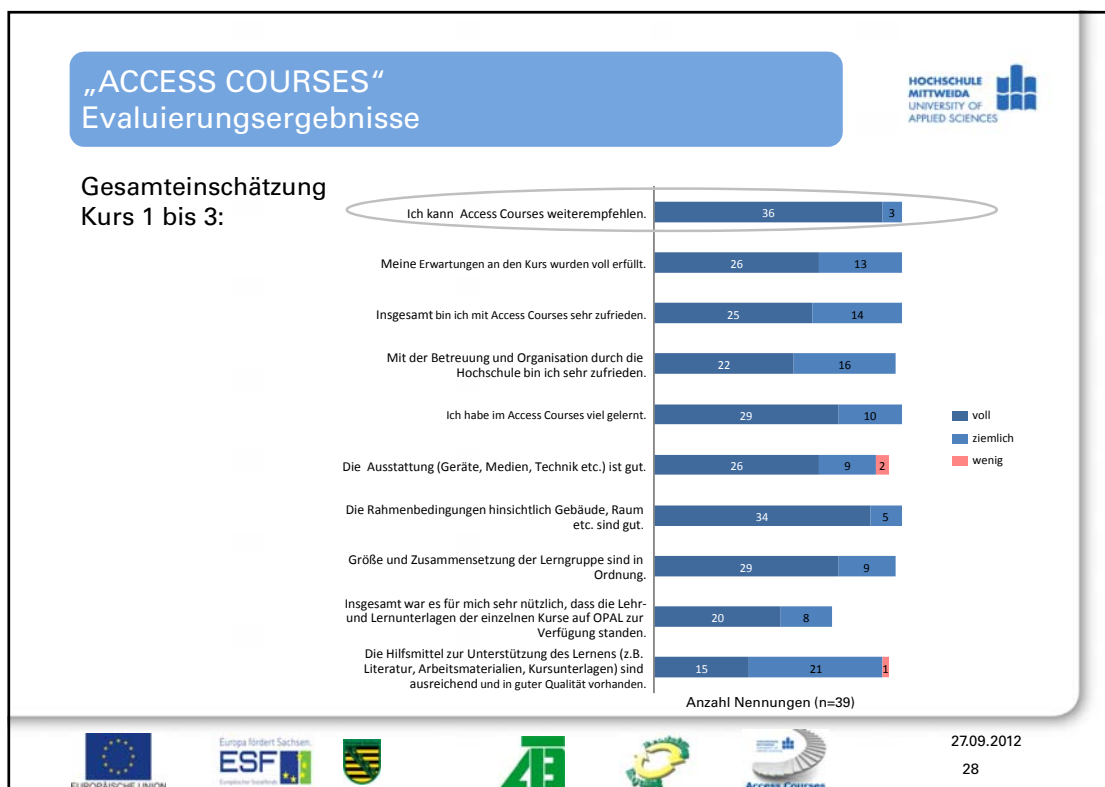 „ACCESS COURSES“
Evaluierungsergebnisse
HOCHSCHULE
MITTWEIDA
UNIVERSITY OF
APPLIED SCIENCES
Gesamteinschätzung
Kurs 1 bis 3:
Ich kann Access Courses weiterempfehlen.
36
3
Meine Erwartungen an den Kurs wurden voll erfüllt.
26
13
Insgesamt bin ich mit Access Courses sehr zufrieden.
25
14
Mit der Betreuung und Organisation durch die
Hochschule bin ich sehr zufrieden.
22
16
Ich habe im Access Courses viel gelernt.
29
10
Die Ausstattung (Geräte, Medien, Technik etc.) ist gut.
26
9
2
Die Rahmenbedingungen hinsichtlich Gebäude, Raum
etc. sind gut.
34
5
Größe und Zusammensetzung der Lerngruppe sind in
Ordnung.
29
9
Insgesamt war es für mich sehr nützlich, dass die Lehr-
und Lernunterlagen der einzelnen Kurse auf OPAL zur
Verfügung standen.
20
8
Die Hilfsmittel zur Unterstützung des Lernens (z.B.
Literatur, Arbeitsmaterialien, Kursunterlagen) sind
ausreichend und in guter Qualität vorhanden.
15
21
1
voll
ziemlich
wenig
Anzahl Nennungen (n=39)
EUROPÄISCHE UNION
Europa fördert Sachsen.
ESF
Europäischer Sozialfonds
Access Courses
27.09.2012
28